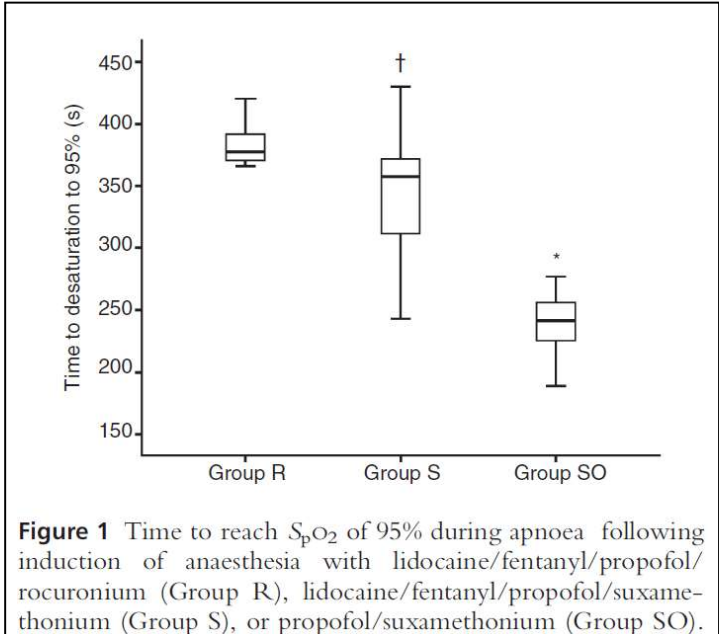 Time to desaturation to 95% (s)
450
400
350
300
250
200
150
†
*
Group R Group S Group SO
Figure 1 Time to reach SpO2 of 95% during apnoea following
induction of anaesthesia with lidocaine/fentanyl/propofol/
rocuronium (Group R), lidocaine/fentanyl/propofol/suxame-
thonium (Group S), or propofol/suxamethonium (Group SO).